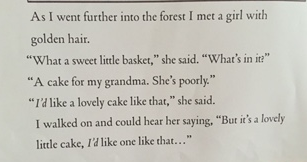 As I went further into the forest I met a girl with
golden hair.
“What a sweet little basket,” she said. “What’s in it?”
“A cake for my grandma. She’s poorly.”
“I’d like a lovely cake like that,” she said.
I walked on and could hear her saying, “But it’s a lovely
little cake, I’d like one like that…”